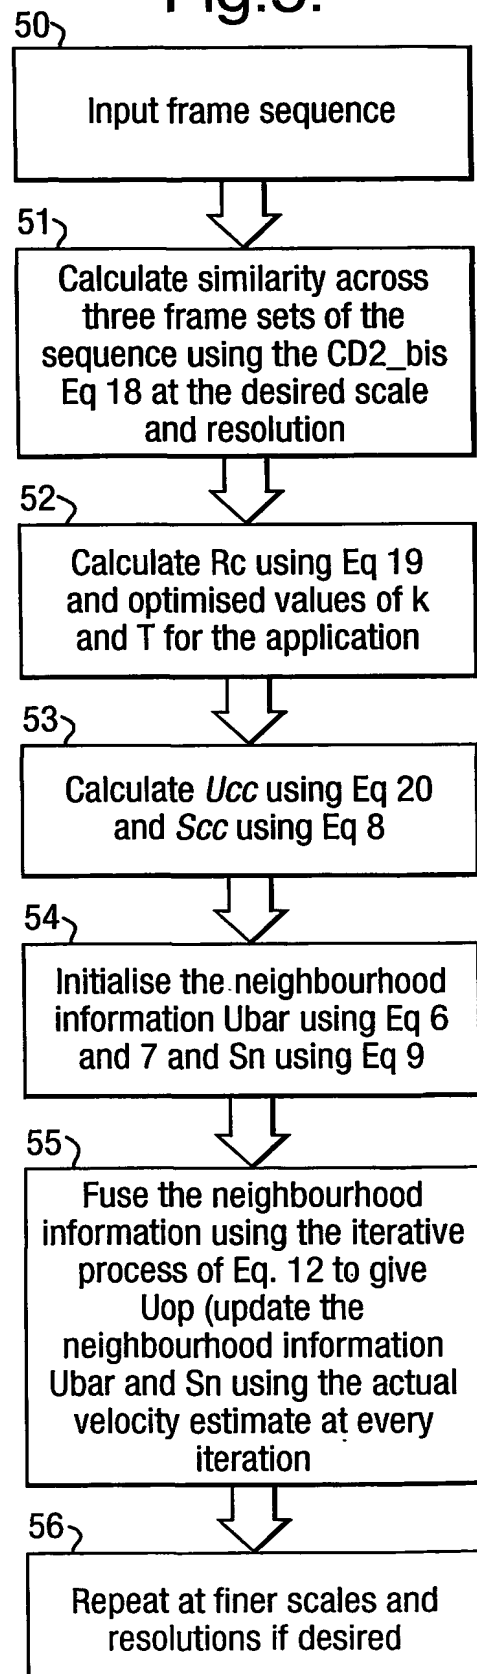 Fig.5.
50
Input frame sequence
51
Calculate similarity across
three frame sets of the
sequence using the CD2_bis
Eq 18 at the desired scale
and resolution
52
Calculate Rc using Eq 19
and optimised values of k
and T for the application
53
Calculate Ucc using Eq 20
and Scc using Eq 8
54
Initialise the neighbourhood
information Ubar using Eq 6
and 7 and Sn using Eq 9
55
Fuse the neighbourhood
information using the iterative
process of Eq. 12 to give
Uop (update the
neighbourhood information
Ubar and Sn using the actual
velocity estimate at every
iteration
56
Repeat at finer scales and
resolutions if desired